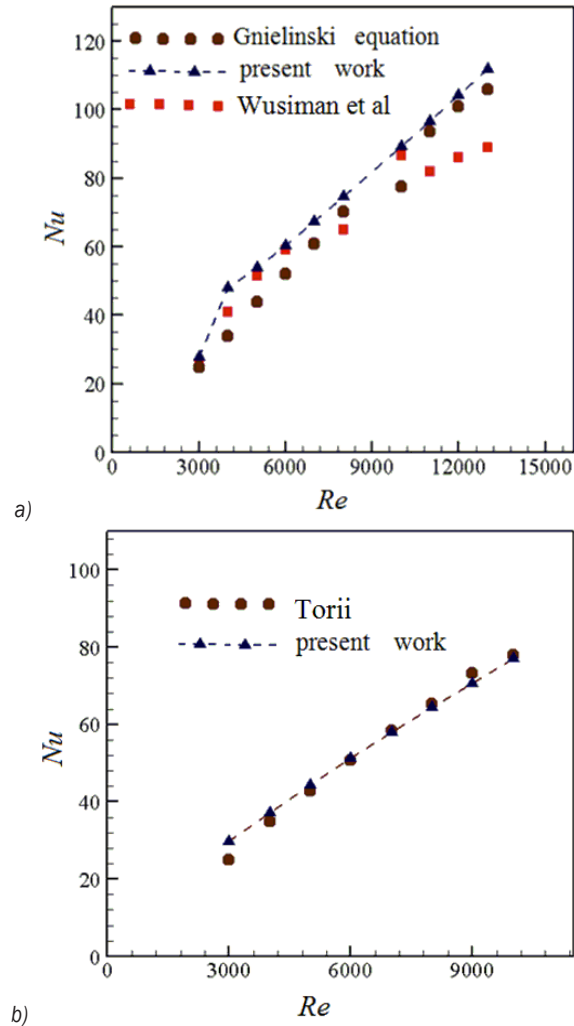 120
100
80
60
40
20
0
Nu
Gnielinski equation
present work
Wusiman et al
0 3000 6000 9000 12000 15000
Re
a)
100
80
60
40
20
0
Nu
Torii
present work
3000 6000 9000
Re
b)